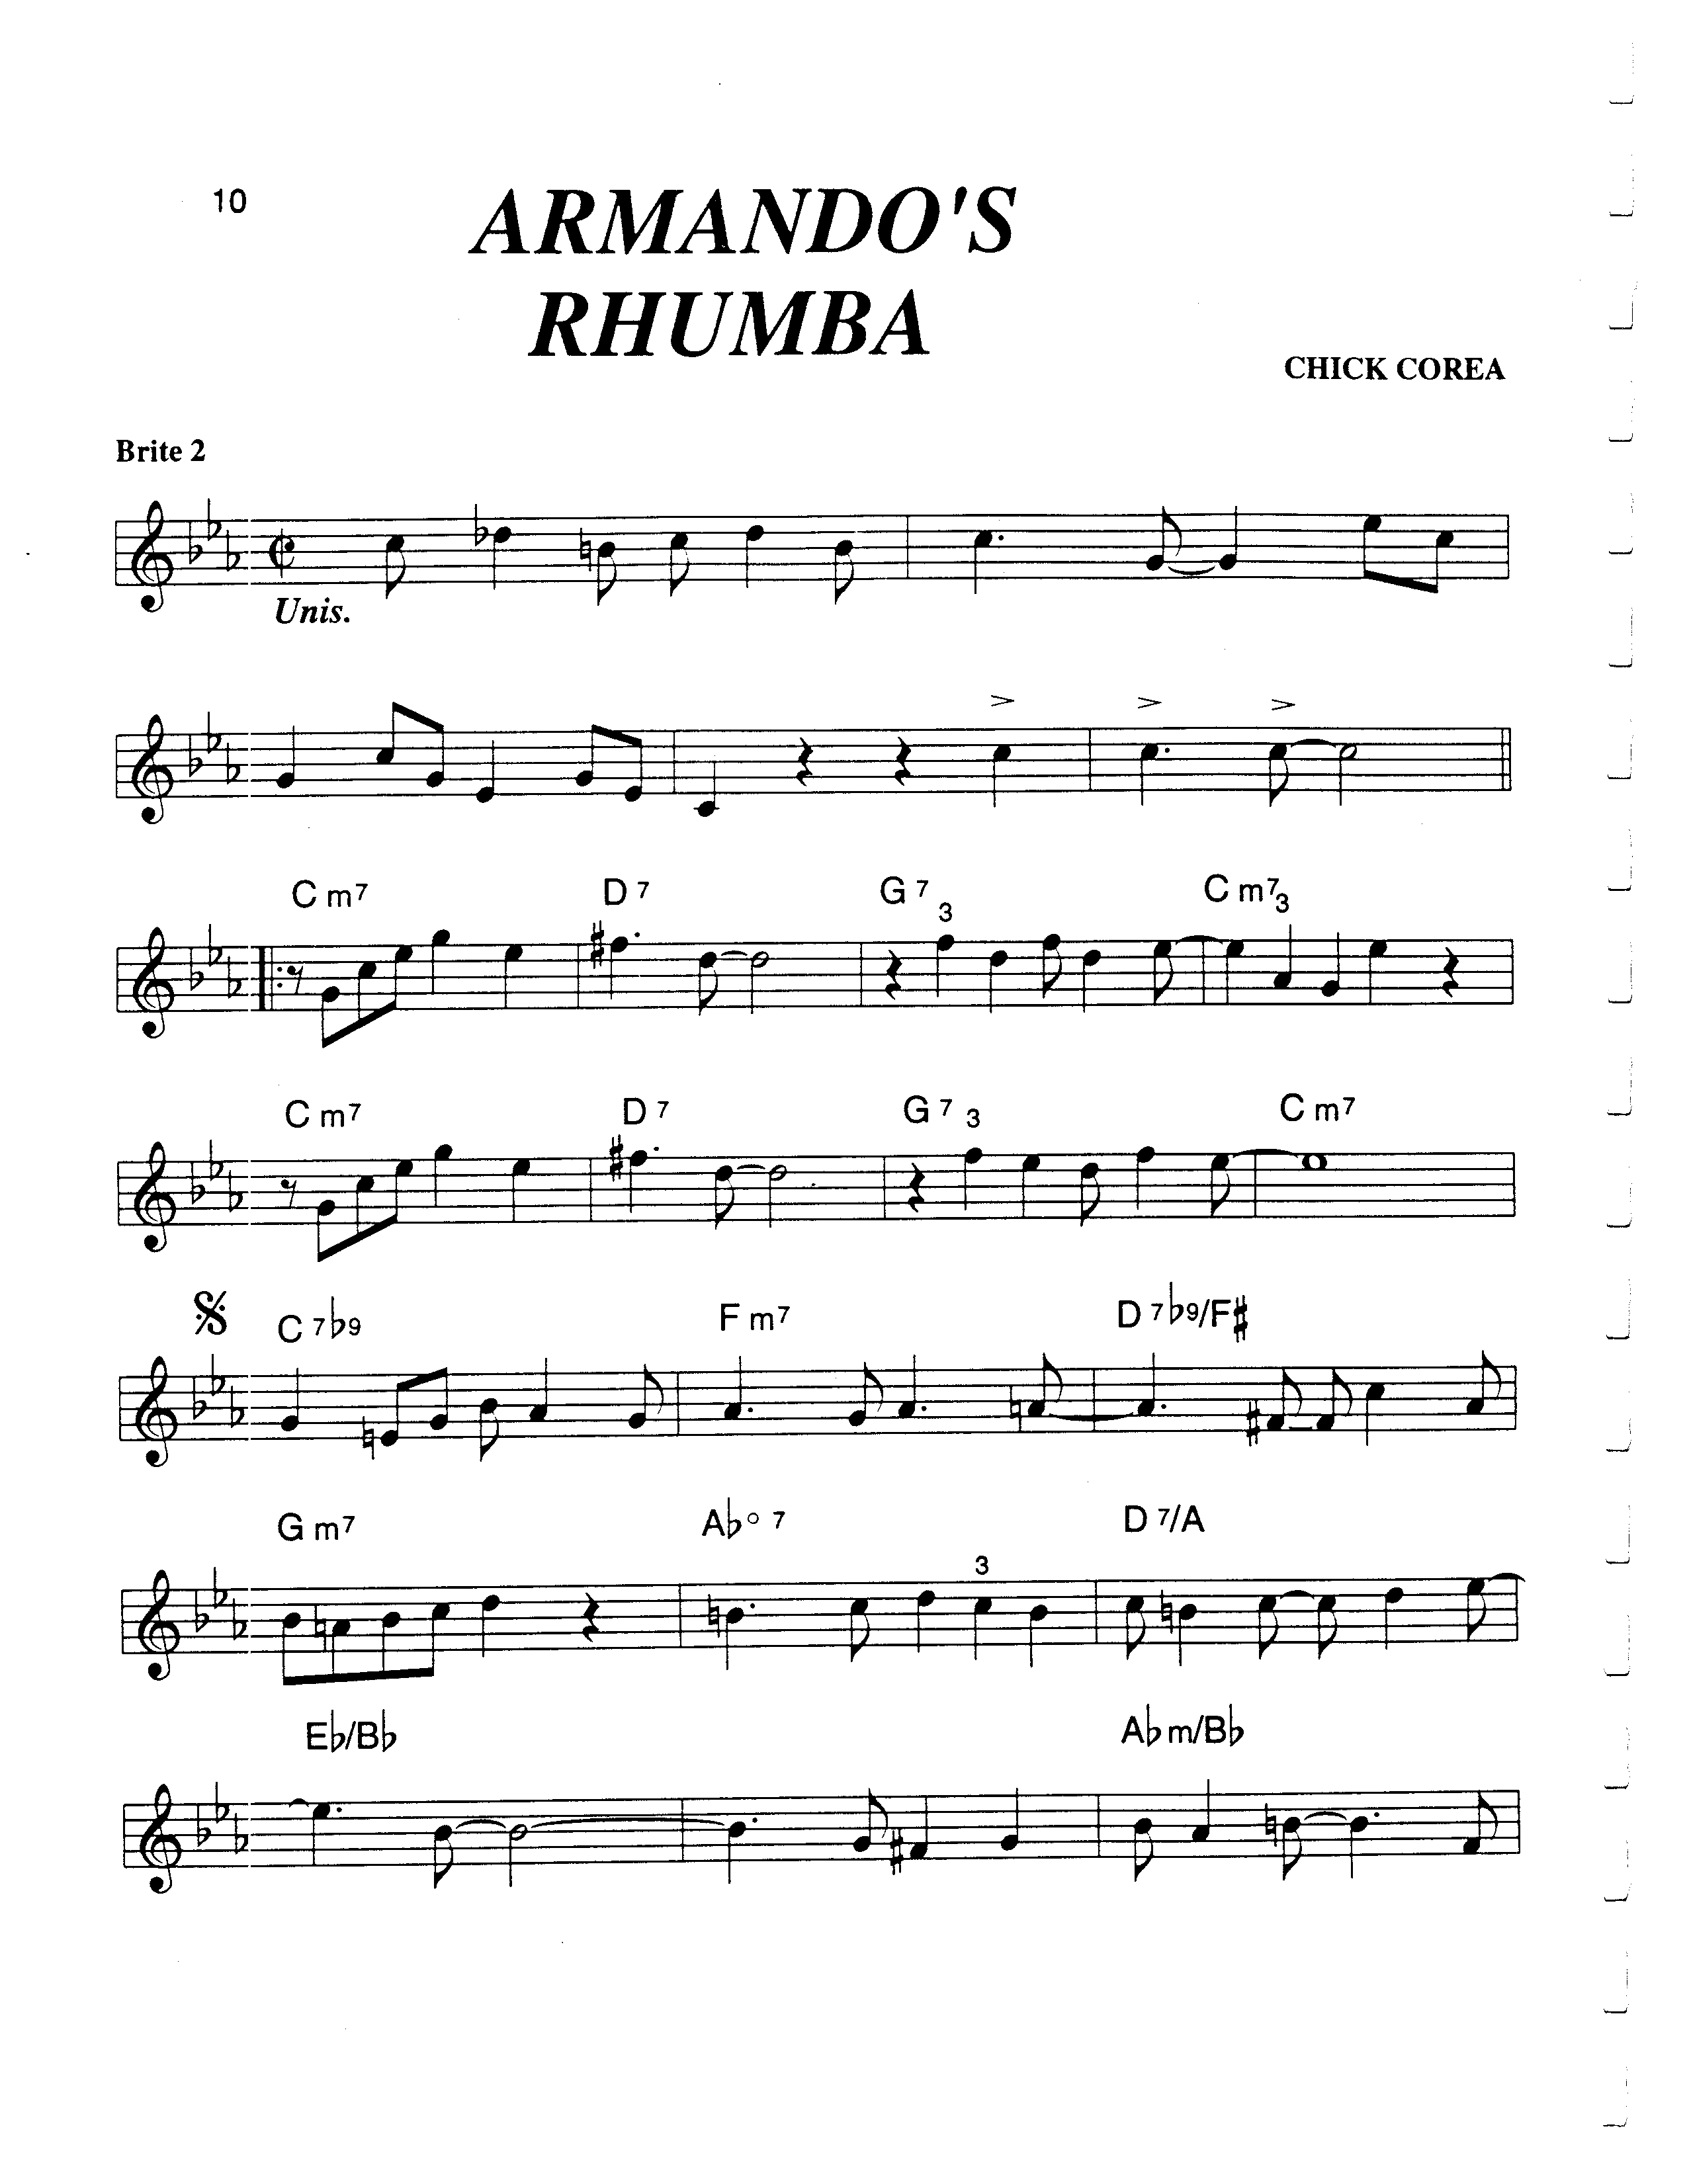 10
ARMANDO'S
RHUMBA
CHICK COREA
Brite 2
Unis.
C m7 D 7 G 7 C m7
3 3
C m7 D 7 G 7 3 C m7
C 7♭9 F m7 D 7♭9/F♯
G m7 A♭° 7 D 7/A
3
E♭/B♭ A♭m/B♭